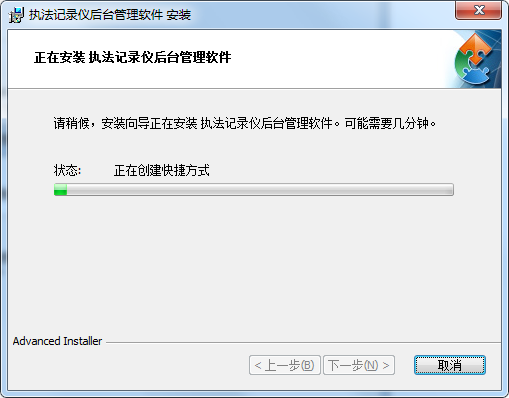 执法记录仪后台管理软件 安装
正在安装 执法记录仪后台管理软件
请稍候，安装向导正在安装 执法记录仪后台管理软件。可能需要几分钟。
状态: 正在创建快捷方式
Advanced Installer
< 上一步(B) 下一步(N) > 取消